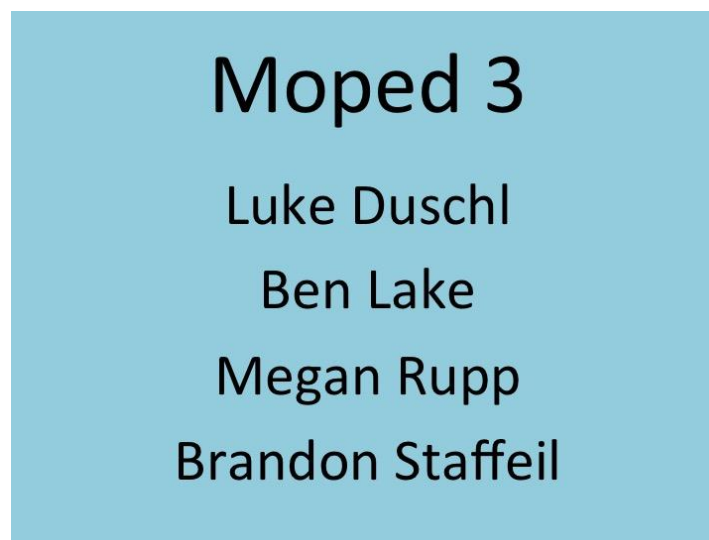 Moped 3
Luke Duschl
Ben Lake
Megan Rupp
Brandon Staffeil